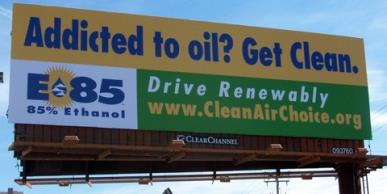 Addicted to oil? Get Clean.
E85
85% Ethanol
Drive Renewably
www.CleanAirChoice.org
CLEARCHANNEL
093760